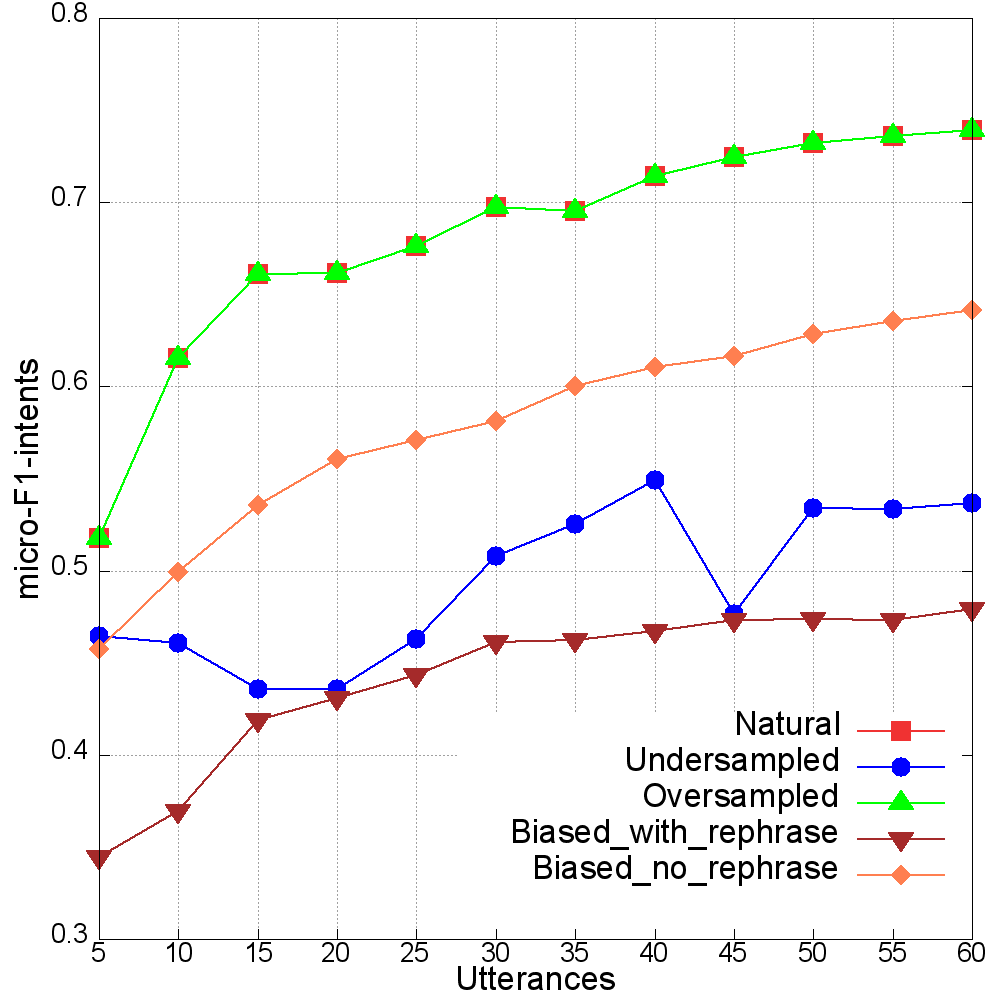 0.8
0.7
0.6
0.5
0.4
0.3
micro-F1-intents
Natural
Undersampled
Oversampled
Biased_with_rephrase
Biased_no_rephrase
5 10 15 20 25 30 35 40 45 50 55 60
Utterances